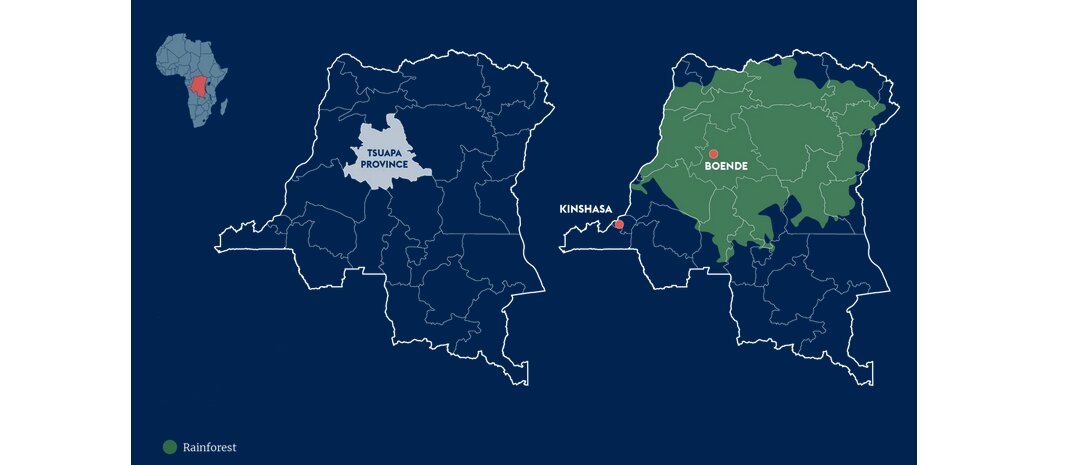 TSUAPA
PROVINCE
BOENDE
KINSHASA
Rainforest